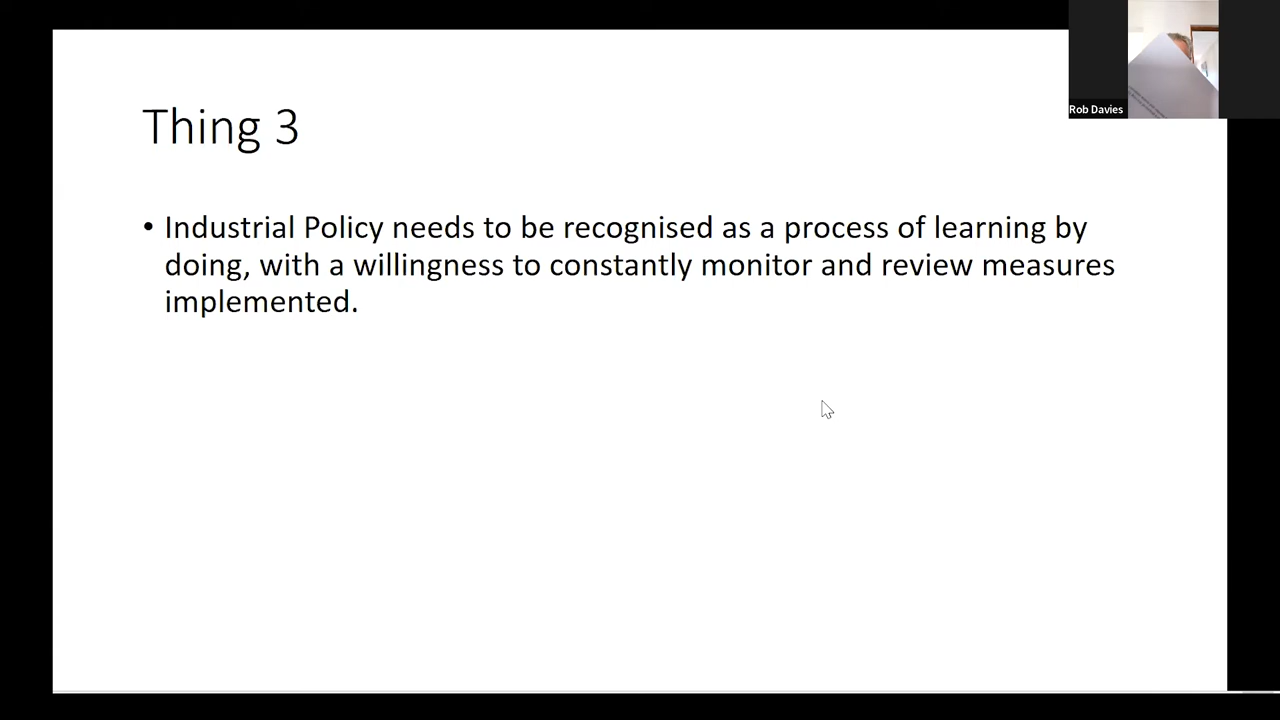 Thing 3
• Industrial Policy needs to be recognised as a process of learning by
doing, with a willingness to constantly monitor and review measures
implemented.
Rob Davies